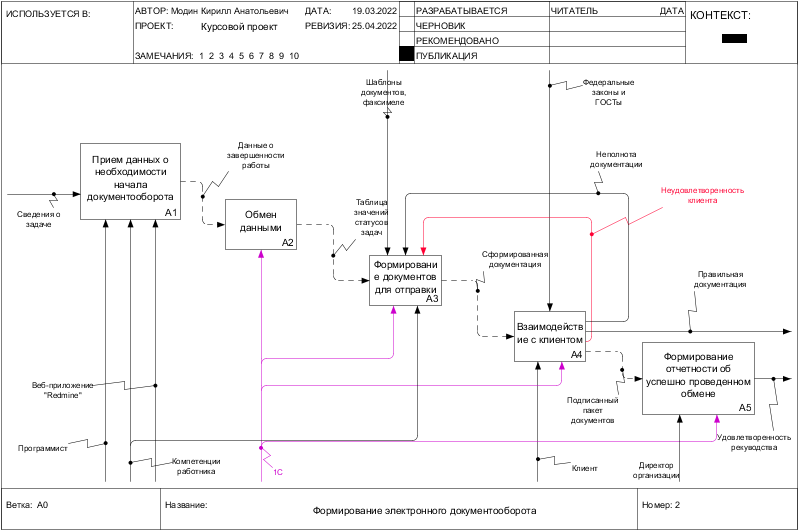 ИСПОЛЬЗУЕТСЯ В:
АВТОР: Модин Кирилл Анатольевич
ДАТА: 19.03.2022
ПРОЕКТ: Курсовой проект
РЕВИЗИЯ: 25.04.2022
ЗАМЕЧАНИЯ: 1 2 3 4 5 6 7 8 9 10
РАЗРАБАТЫВАЕТСЯ
ЧЕРНОВИК
РЕКОМЕНДОВАНО
ПУБЛИКАЦИЯ
ЧИТАТЕЛЬ
ДАТА
КОНТЕКСТ:
Шаблоны
документов,
факсимеле
Федеральные
законы и
ГОСТы
Прием данных о
необходимости
начала
документооборота
A1
Данные о
завершенности
работы
Неполнота
документации
Неудовлетворенность
клиента
Сведения о
задаче
Обмен
данными
A2
Таблица
значений
статусов
задач
Формировани
е документов
для отправки
A3
Сформированная
документация
Правильная
документация
Взаимодейств
ие с клиентом
A4
Формирование
отчетности об
успешно проведенном
обмене
A5
Веб-приложение
"Redmine"
Подписанный
пакет
документов
Программист
Компетенции
работника
1С
Клиент
Директор
организации
Удовлетворенность
рекуводства
Ветка: A0
Название:
Формирование электронного документооборота
Номер: 2